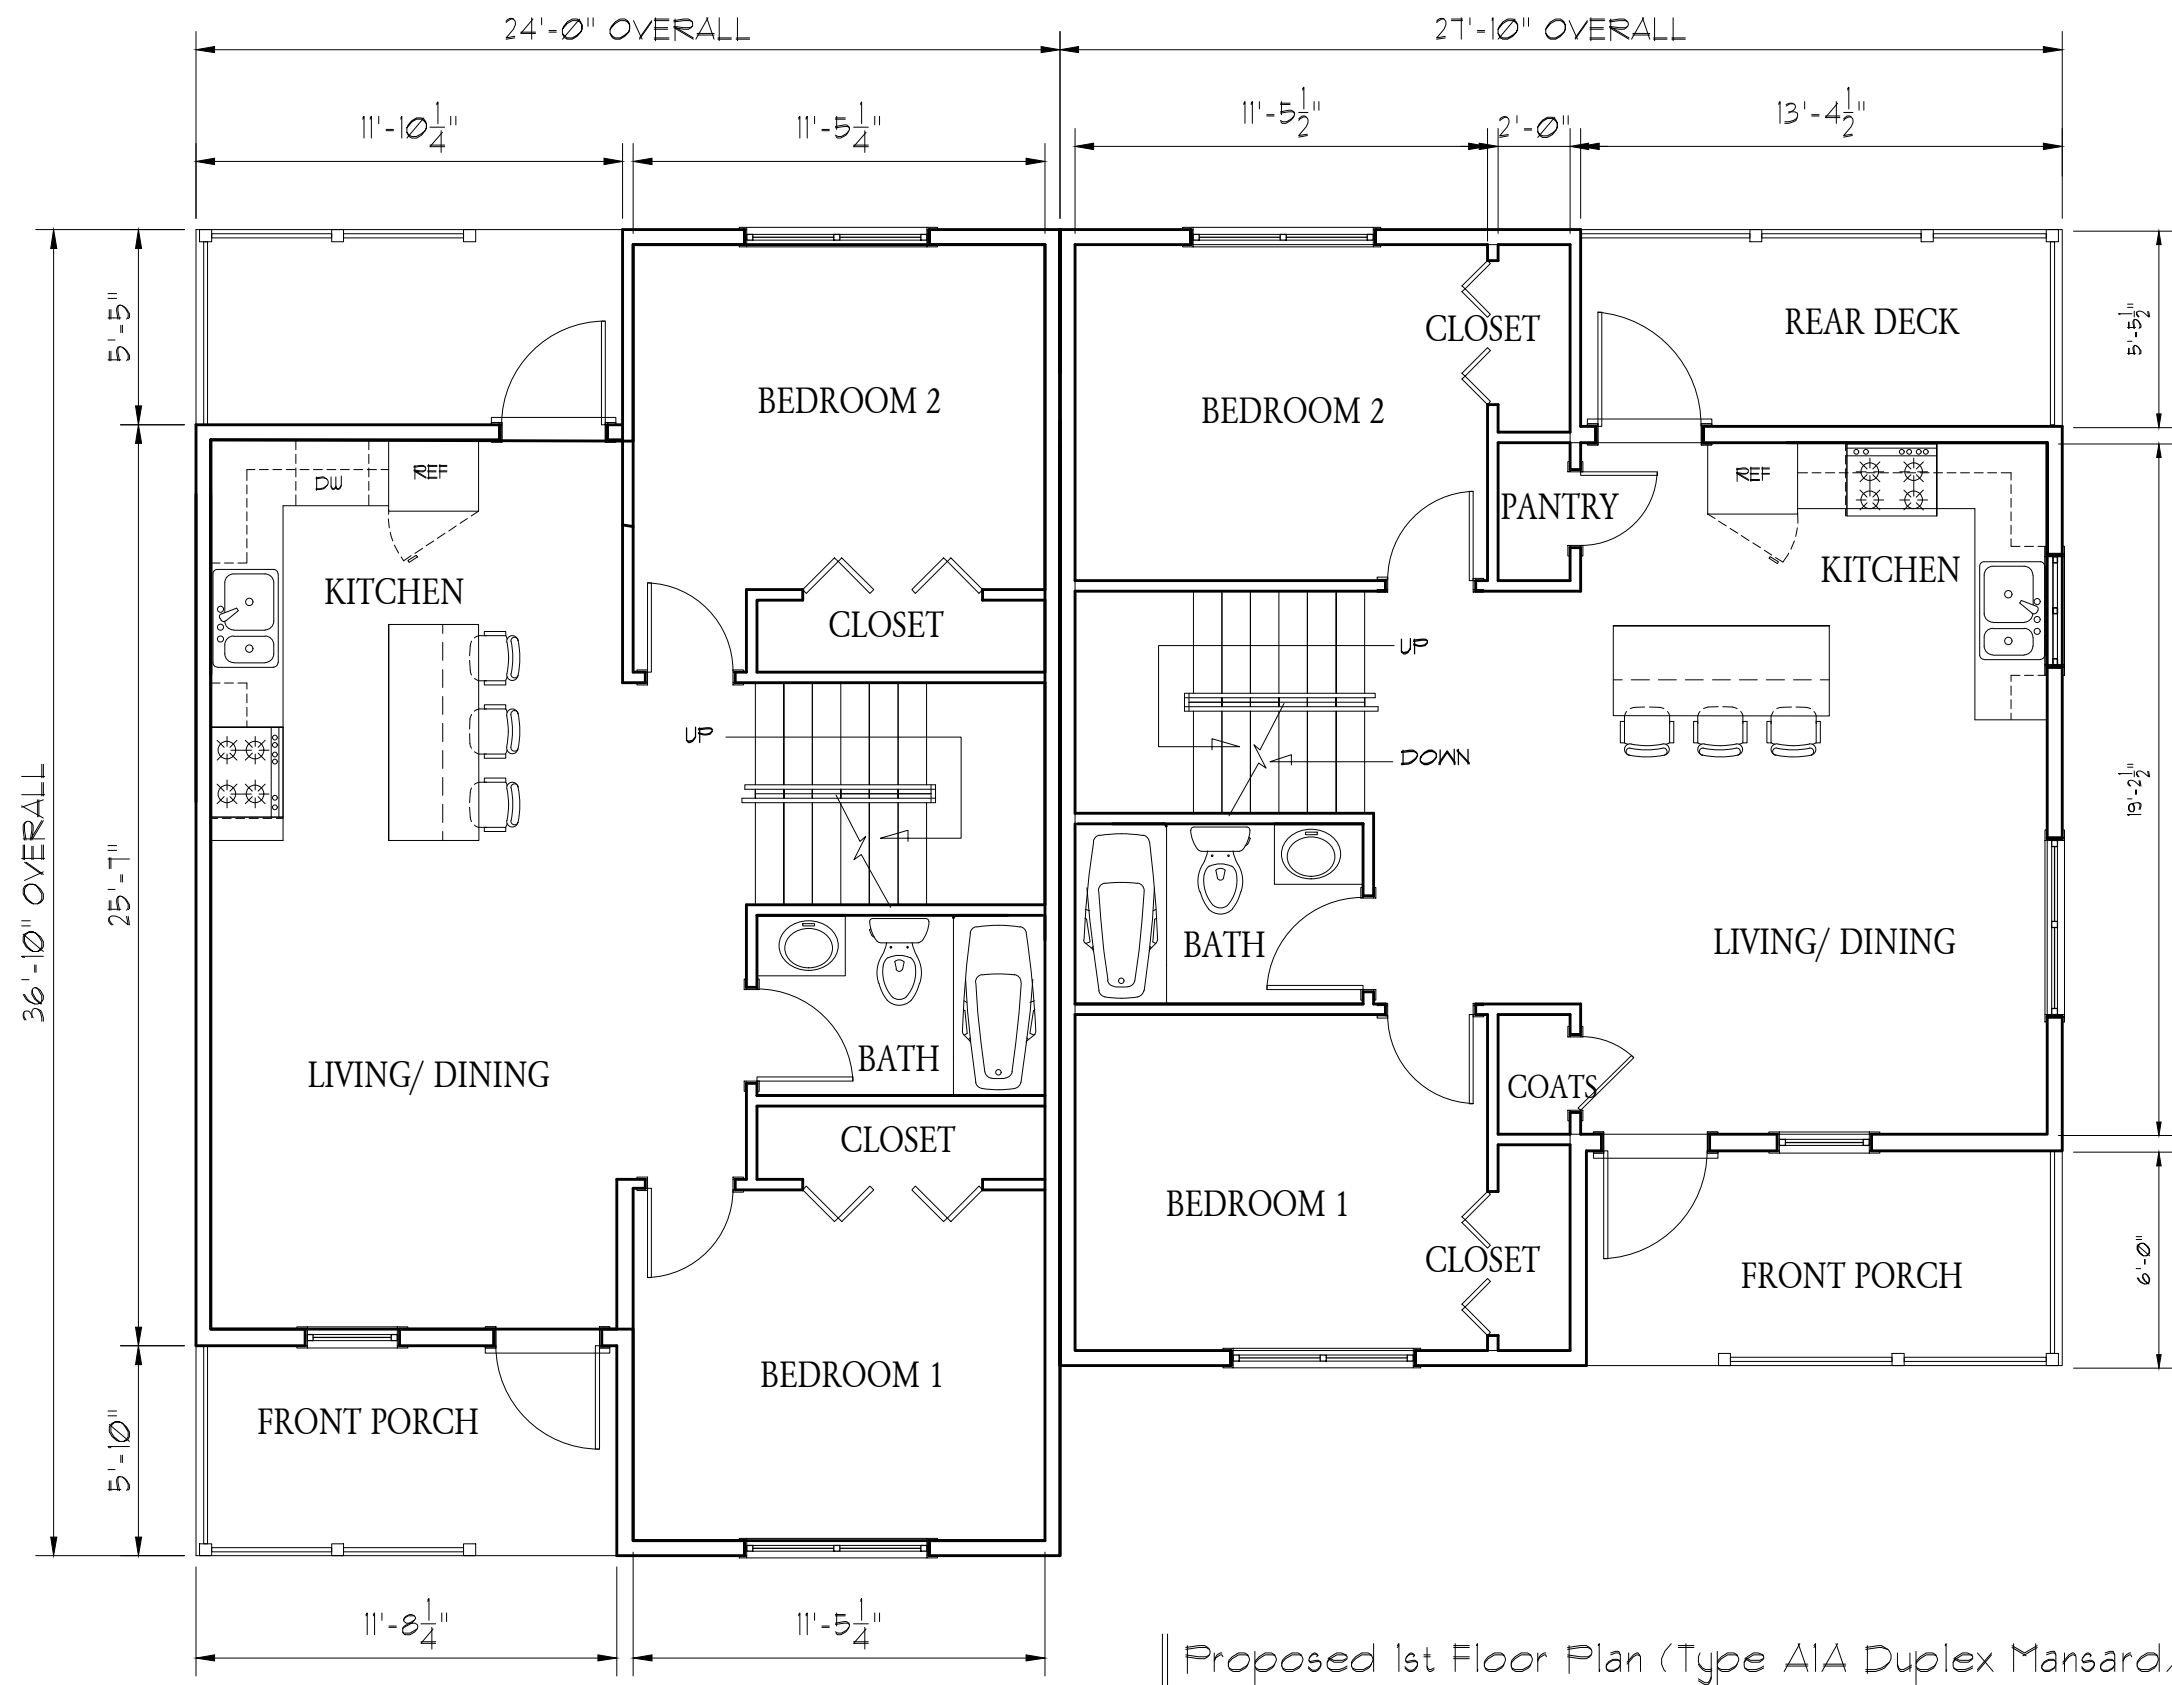 24'-0" OVERALL
27'-10" OVERALL
11'-10 1/4"
11'-5 1/4"
11'-5 1/2"
2'-0"
13'-4 1/2"
5'-5"
5'-5 1/2"
REAR DECK
CLOSET
BEDROOM 2
BEDROOM 2
REF
DW
REF
PANTRY
KITCHEN
KITCHEN
CLOSET
UP
UP
DOWN
19'-2 1/2"
36'-10" OVERALL
25'-7"
BATH
LIVING/ DINING
BATH
LIVING/ DINING
COATS
CLOSET
BEDROOM 1
CLOSET
6'-0"
FRONT PORCH
BEDROOM 1
FRONT PORCH
5'-10"
11'-8 1/4"
11'-5 1/4"
Proposed 1st Floor Plan (Type A1A Duplex Mansard